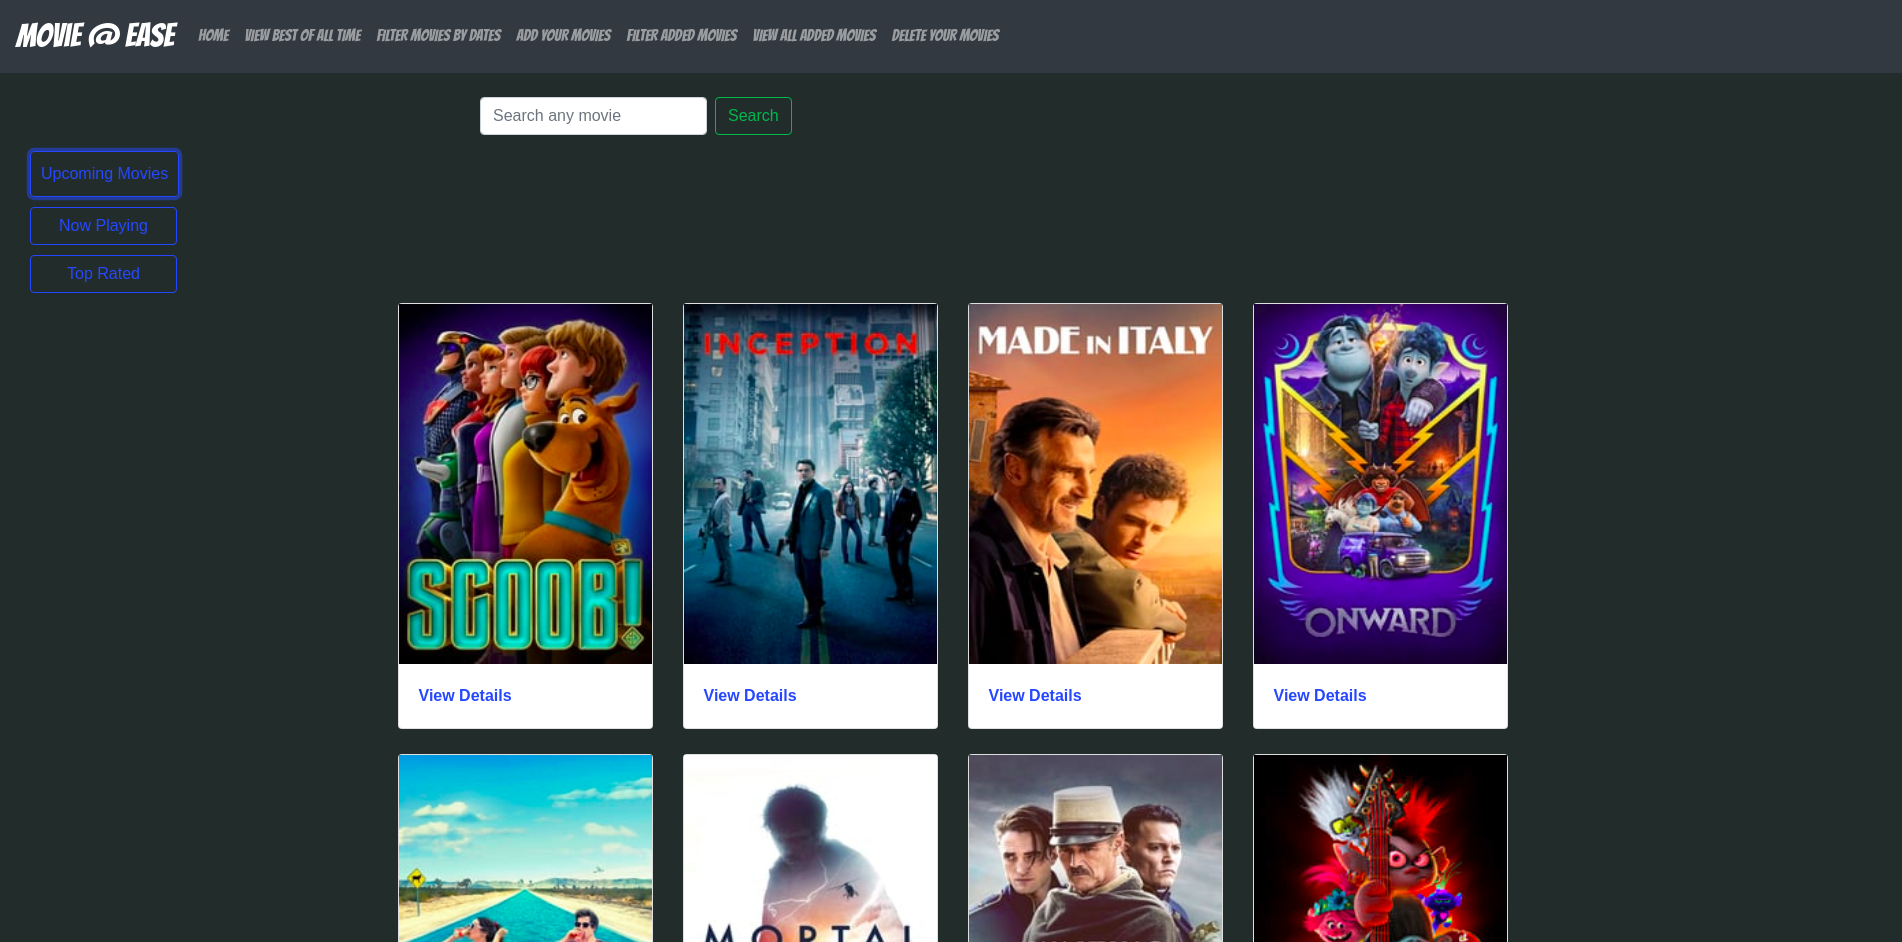 MOVIE @ EASE
HOME VIEW BEST OF ALL TIME FILTER MOVIES BY DATES ADD YOUR MOVIES FILTER ADDED MOVIES VIEW ALL ADDED MOVIES DELETE YOUR MOVIES
Search any movie Search
Upcoming Movies
Now Playing
Top Rated
SCOOB!
INCEPTION
MADE IN ITALY
ONWARD
View Details View Details View Details View Details
MORTAL